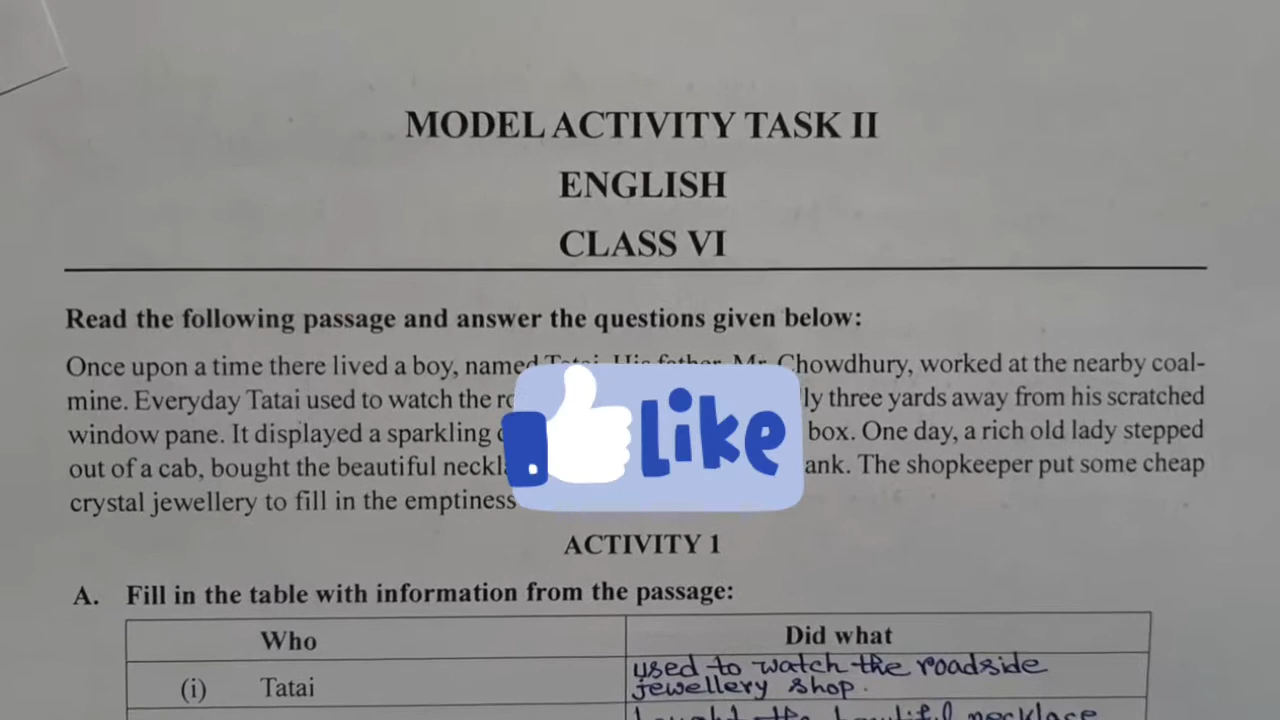 MODEL ACTIVITY TASK II
ENGLISH
CLASS VI
Read the following passage and answer the questions given below:
Once upon a time there lived a boy, named Tatai. His father, Mr. Chowdhury, worked at the nearby coal-
mine. Everyday Tatai used to watch the ly three yards away from his scratched
window pane. It displayed a sparkling box. One day, a rich old lady stepped
out of a cab, bought the beautiful The shopkeeper put some cheap
crystal jewellery to fill in the emptiness
Like
ACTIVITY 1
A. Fill in the table with information from the passage:
Who Did what
(i) Tatai used to watch the roadside
jewellery shop.
bought the beautiful necklace